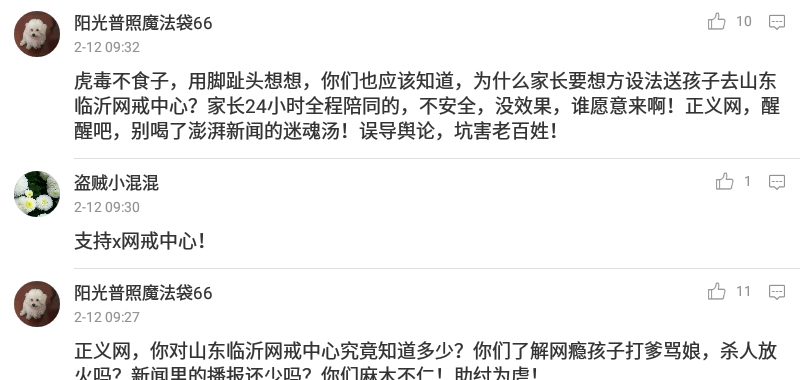 阳光普照魔法袋66
10
2-12 09:32
虎毒不食子，用脚趾头想想，你们也应该知道，为什么家长要想方设法送孩子去山东
临沂网戒中心？家长24小时全程陪同的，不安全，没效果，谁愿意来啊！正义网，醒
醒吧，别喝了澎湃新闻的迷魂汤！误导舆论，坑害老百姓！
盗贼小混混
1
2-12 09:30
支持x网戒中心！
阳光普照魔法袋66
11
2-12 09:27
正义网，你对山东临沂网戒中心究竟知道多少？你们了解网瘾孩子打爹骂娘，杀人放
火吗？新闻里的播报还少吗？你们麻木不仁！助纣为虐！